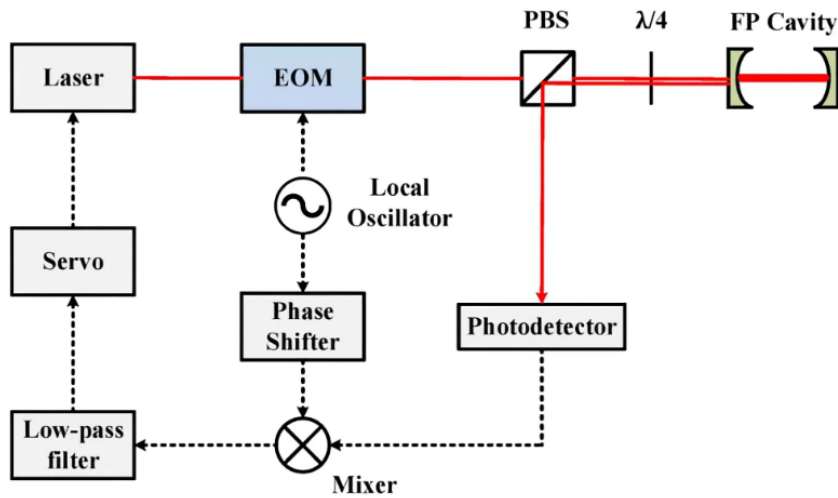 PBS
λ/4
FP Cavity
Laser
EOM
Local
Oscillator
Servo
Phase
Shifter
Photodetector
Low-pass
filter
Mixer